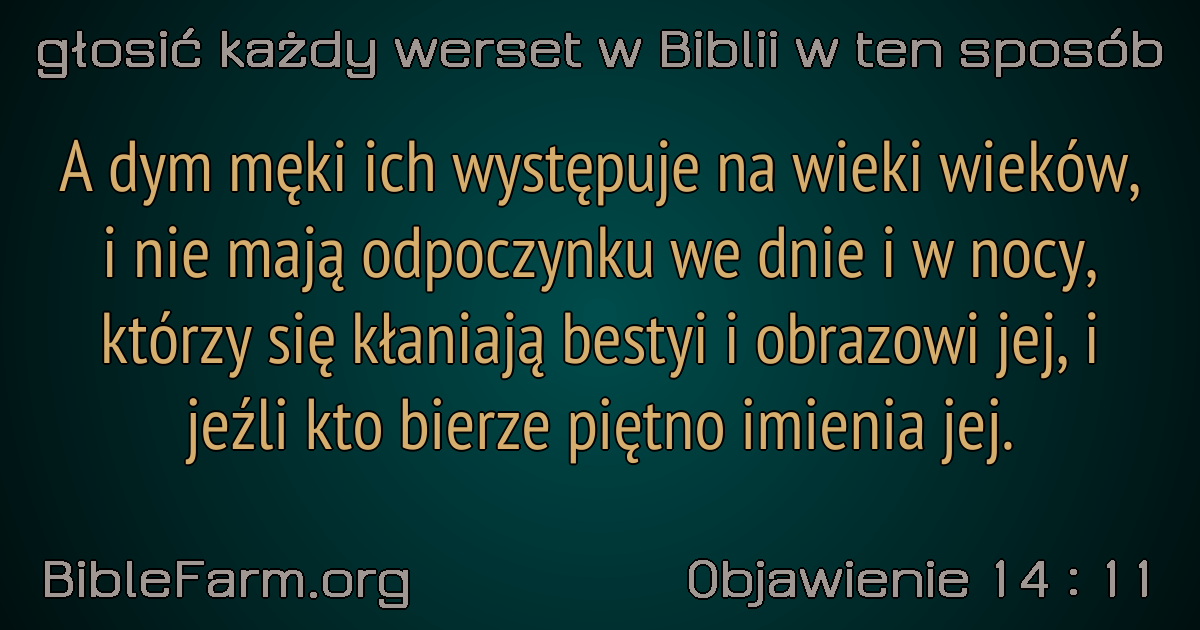 głosić każdy werset w Biblii w ten sposób
A dym męki ich występuje na wieki wieków,
i nie mają odpoczynku we dnie i w nocy,
którzy się kłaniają bestyi i obrazowi jej, i
jeźli kto bierze piętno imienia jej.
BibleFarm.org
Objawienie 14 : 11